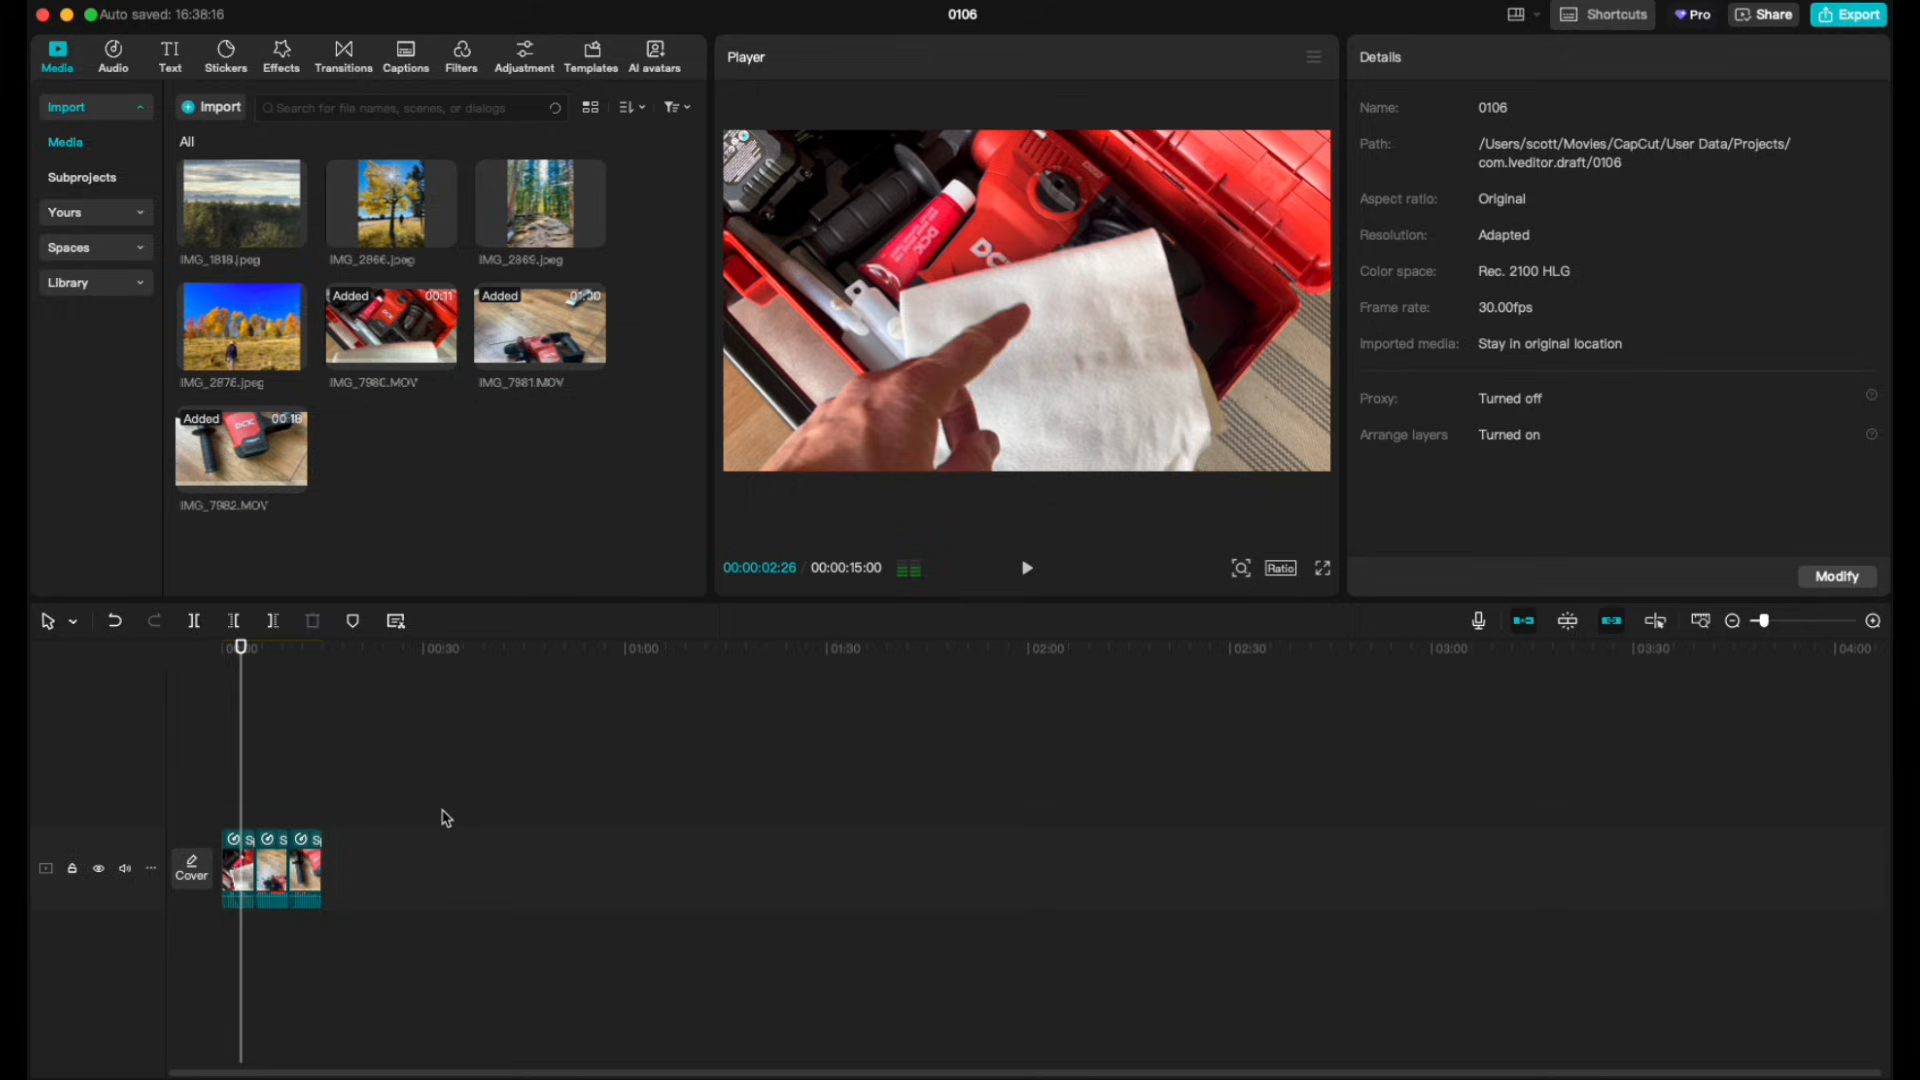 Auto saved: 16:38:16
0106
Shortcuts
Pro
Share
Export
Media
Audio
TI
Text
Stickers
Effects
Transitions
Captions
Filters
Adjustment
Templates
AI avatars
Player
Details
Import
Import
Search for file names, scenes, or dialogs
Media
All
Subprojects
Yours
Spaces
Library
IMG_1818.jpeg
IMG_2866.jpeg
IMG_2869.jpeg
Added 00:11
Added 01:00
IMG_2876.jpeg
IMG_7980.MOV
IMG_7981.MOV
Added 00:18
IMG_7982.MOV
DCK
Name: 0106
Path: /Users/scott/Movies/CapCut/User Data/Projects/
com.lveditor.draft/0106
Aspect ratio: Original
Resolution: Adapted
Color space: Rec. 2100 HLG
Frame rate: 30.00fps
Imported media: Stay in original location
Proxy: Turned off
Arrange layers Turned on
Modify
00:00:02:26 / 00:00:15:00
Ratio
00:30
01:00
01:30
02:00
02:30
03:00
03:30
04:00
Cover